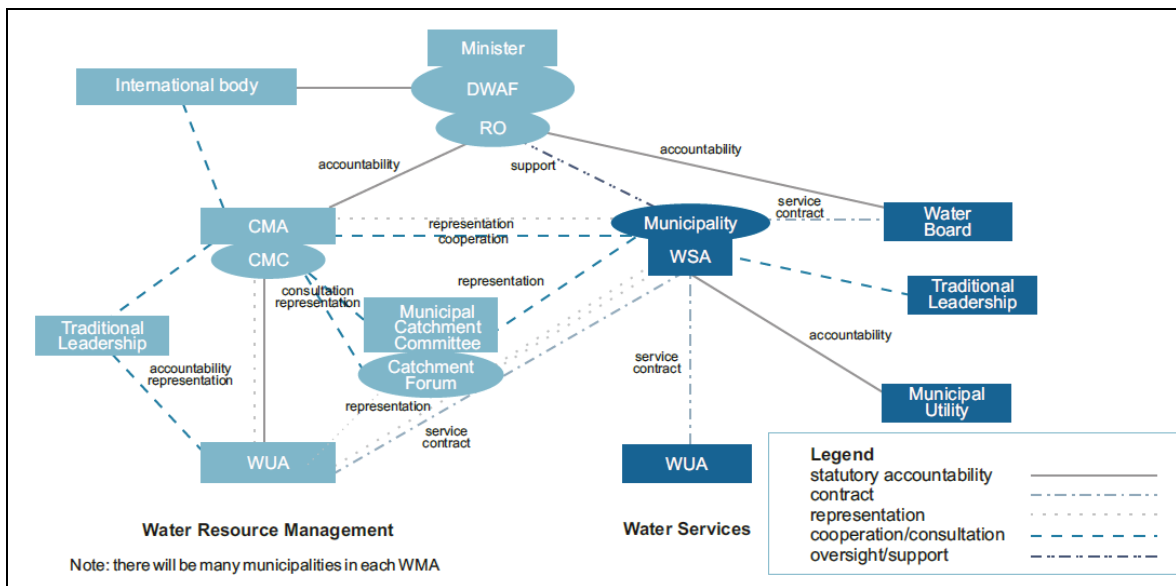 Minister
International body
DWAF
RO
accountability
accountability
support
CMA
representation
cooperation
Municipality
service
contract
Water
Board
CMC
WSA
consultation
representation
representation
Traditional
Leadership
Municipal
Catchment
Committee
Traditional
Leadership
accountability
accountability
representation
Catchment
Forum
service
contract
representation
Municipal
Utility
service
contract
WUA
WUA
Legend
statutory accountability
contract
representation
cooperation/consultation
oversight/support
Water Resource Management
Water Services
Note: there will be many municipalities in each WMA